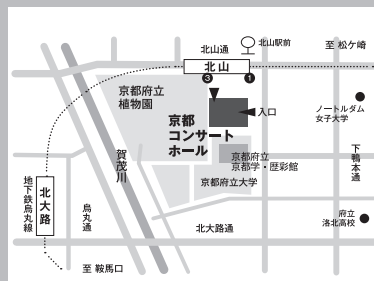 北山通
北山駅前
至 松ケ崎
北山
3
1
京都府立
植物園
入口
京都
コンサート
ホール
ノートルダム
女子大学
賀茂川
京都府立
京都学・歴彩館
京都府立大学
下鴨本通
地下鉄烏丸線
北大路
烏丸通
北大路通
府立
洛北高校
至 鞍馬口